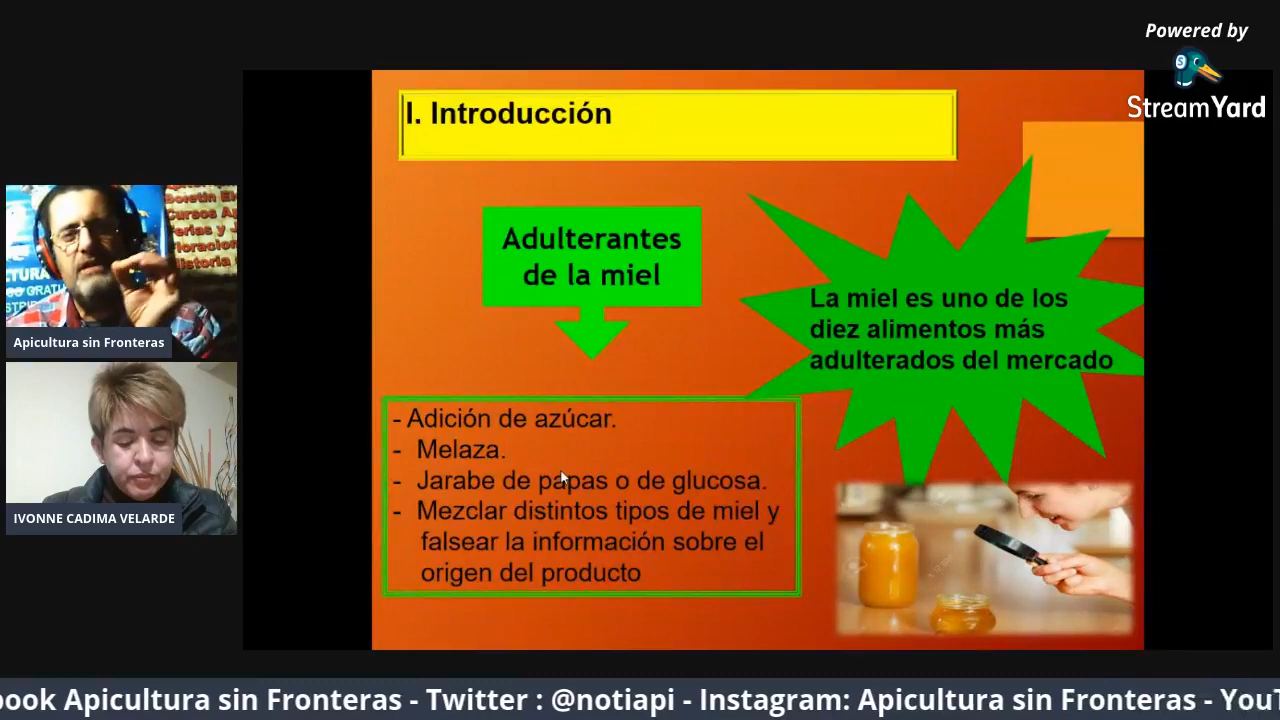 Powered by
StreamYard
I. Introducción
Adulterantes
de la miel
La miel es uno de los
diez alimentos más
adulterados del mercado
- Adición de azúcar.
- Melaza.
- Jarabe de papas o de glucosa.
- Mezclar distintos tipos de miel y
falsear la información sobre el
origen del producto
Cursos
Apicultura sin Fronteras
IVONNE CADIMA VELARDE
book Apicultura sin Fronteras - Twitter : @notiapi - Instagram: Apicultura sin Fronteras - YouT